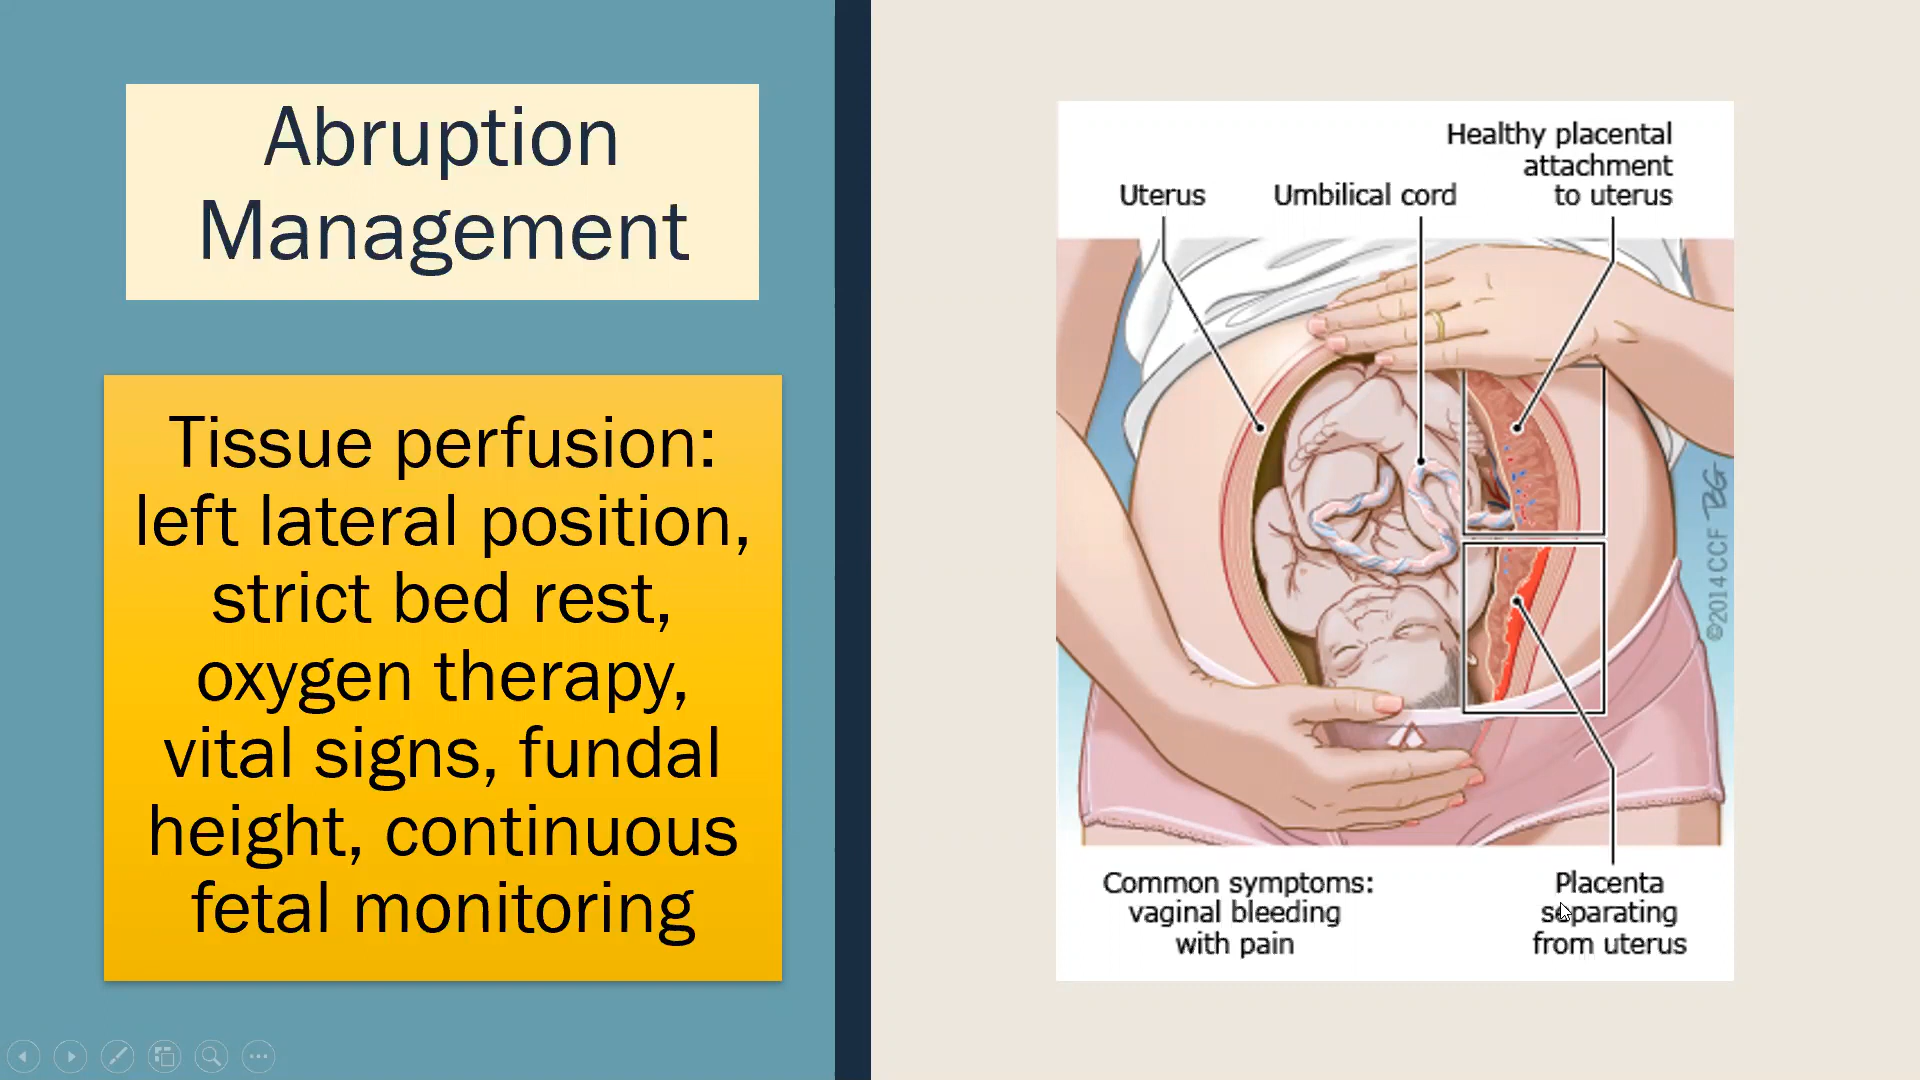 Abruption
Management
Tissue perfusion:
left lateral position,
strict bed rest,
oxygen therapy,
vital signs, fundal
height, continuous
fetal monitoring
Healthy placental
attachment
to uterus
Uterus
Umbilical cord
©2014 CCF BG
Common symptoms:
vaginal bleeding
with pain
Placenta
separating
from uterus